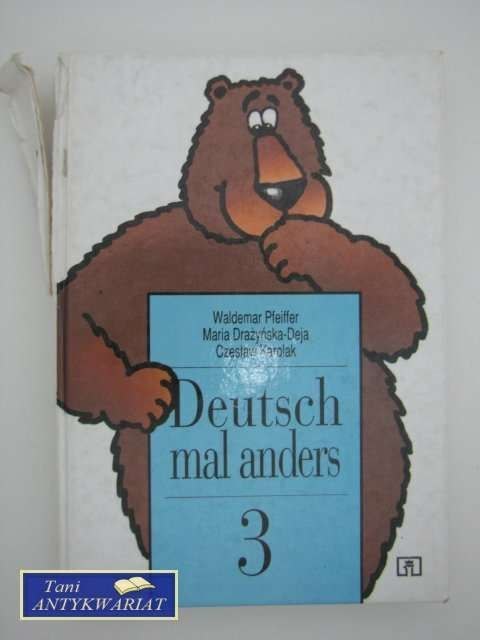 Waldemar Pfeiffer
Maria Drażyńska-Deja
Czesław Karolak
Deutsch
mal anders
3
Tani
ANTYKWARIAT